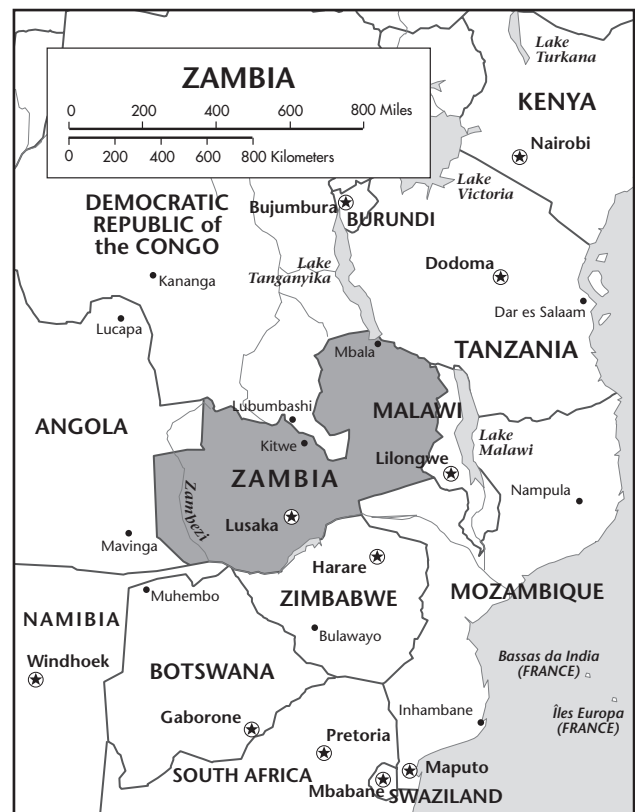 ZAMBIA
0 200 400 600 800 Miles
0 200 400 600 800 Kilometers
Lake
Turkana
KENYA
Nairobi
Lake
Victoria
DEMOCRATIC
REPUBLIC of
the CONGO
Bujumbura
BURUNDI
Lake
Tanganyika
Dodoma
Kananga
Dar es Salaam
Lucapa
Mbala
TANZANIA
Lubumbashi
MALAWI
ANGOLA
Kitwe
Lake
Malawi
Lilongwe
ZAMBIA
Zambezi
Nampula
Lusaka
Mavinga
Harare
Muhembo
ZIMBABWE
MOZAMBIQUE
NAMIBIA
Bulawayo
Windhoek
BOTSWANA
Bassas da India
(FRANCE)
Inhambane
Îles Europa
(FRANCE)
Gaborone
Pretoria
SOUTH AFRICA
Maputo
Mbabane
SWAZILAND